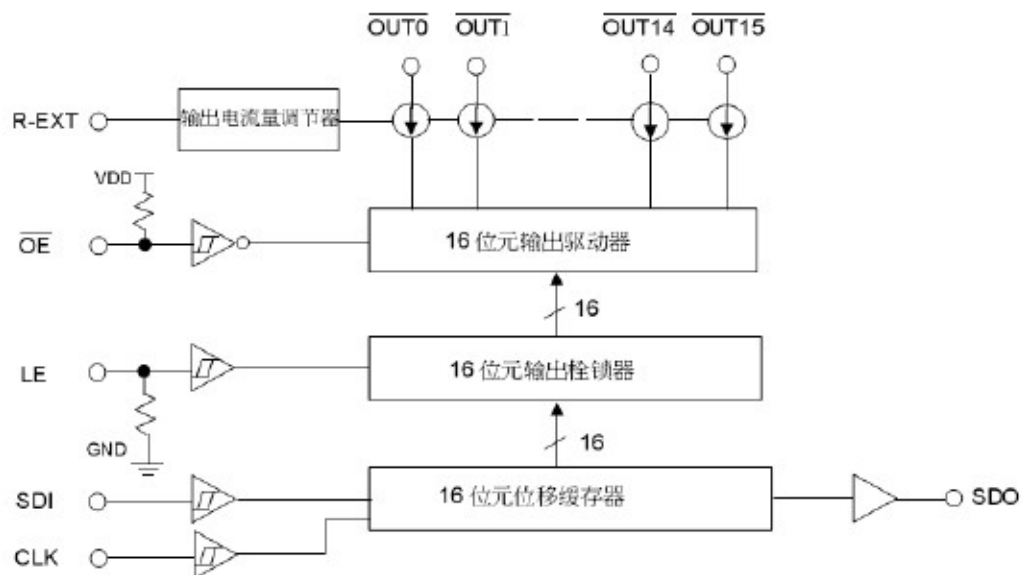 OUT0 OUT1 OUT14 OUT15
R-EXT 输出电流量调节器
VDD
OE 16 位元输出驱动器
16
LE 16 位元输出栓锁器
16
GND
SDI 16 位元位移缓存器 SDO
CLK